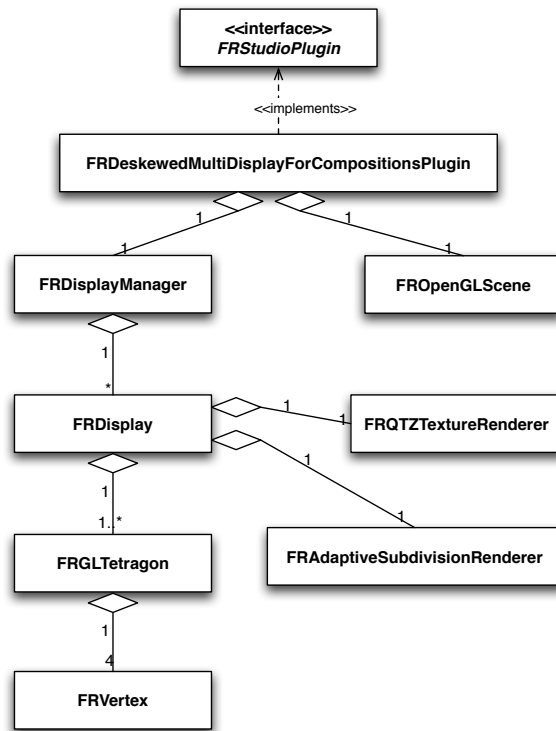 <<interface>>
FRStudioPlugin
<<implements>>
FRDeskewedMultiDisplayForCompositionsPlugin
1
1
1
1
FRDisplayManager
FROpenGLScene
1
*
FRDisplay
1
1
FRQTZTextureRenderer
1
1
1
1..*
FRGLTetragon
FRAdaptiveSubdivisionRenderer
1
4
FRVertex